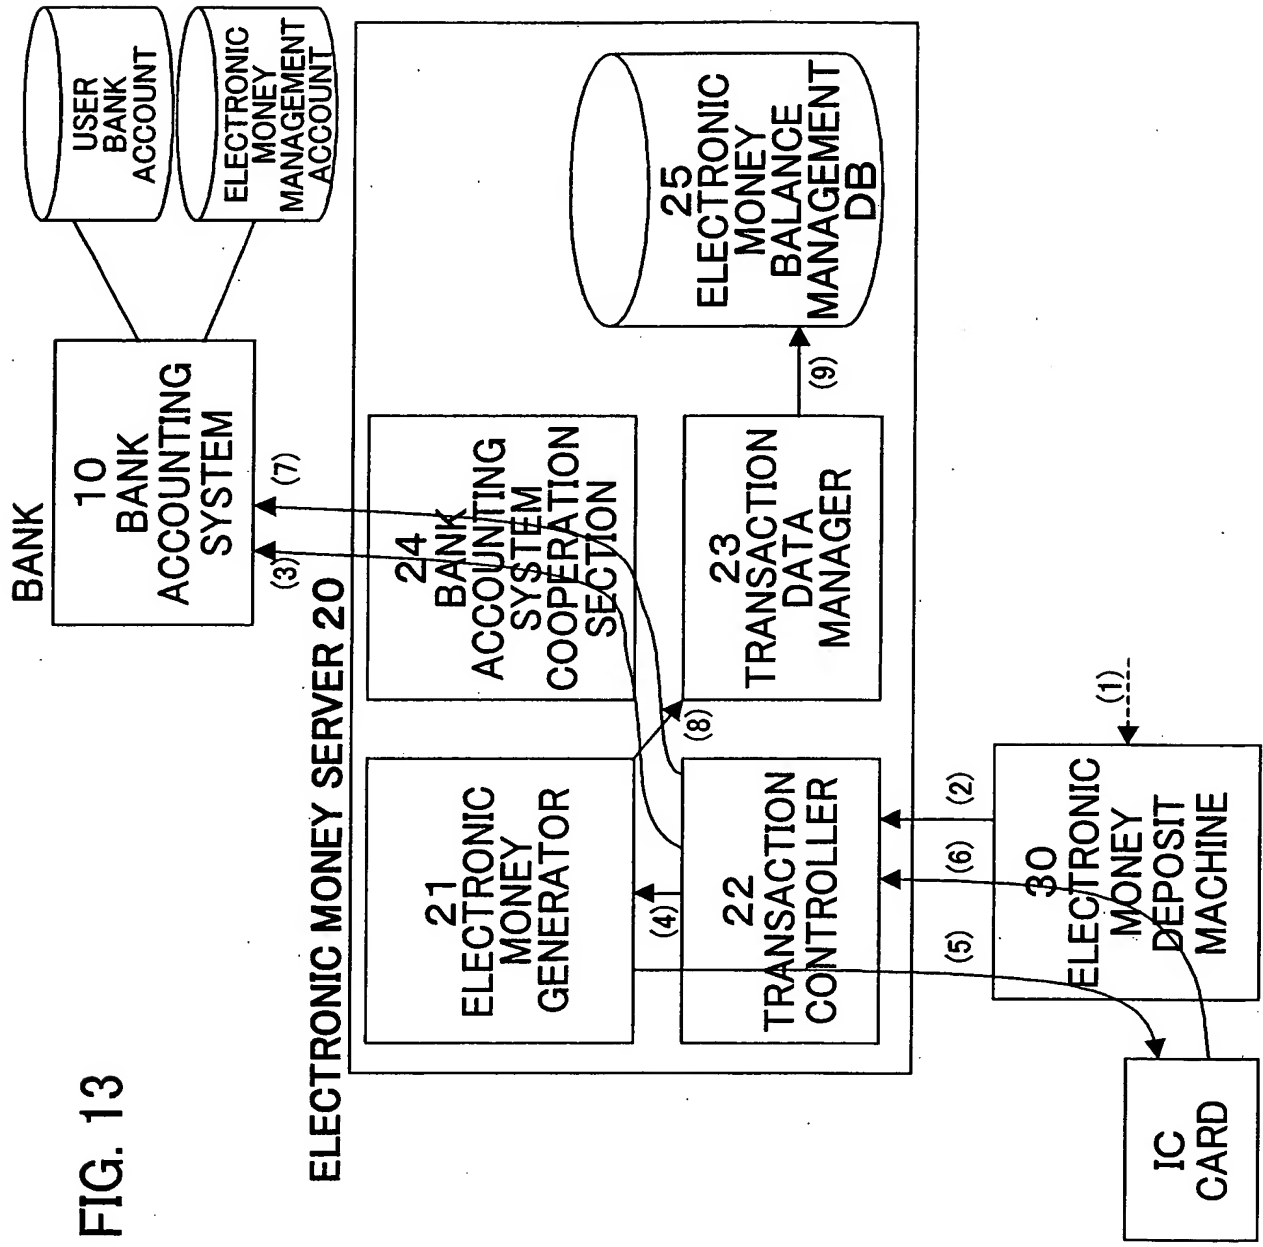 FIG. 13
BANK
10
BANK
ACCOUNTING
SYSTEM
USER
BANK
ACCOUNT
ELECTRONIC
MONEY
MANAGEMENT
ACCOUNT
(3)
(7)
ELECTRONIC MONEY SERVER 20
21
ELECTRONIC
MONEY
GENERATOR
24
BANK
ACCOUNTING
SYSTEM
COOPERATION
SECTION
(4)
(8)
22
TRANSACTION
CONTROLLER
23
TRANSACTION
DATA
MANAGER
(9)
25
ELECTRONIC
MONEY
BALANCE
MANAGEMENT
DB
(5)
(6)
(2)
(1)
30
ELECTRONIC
MONEY
DEPOSIT
MACHINE
IC
CARD